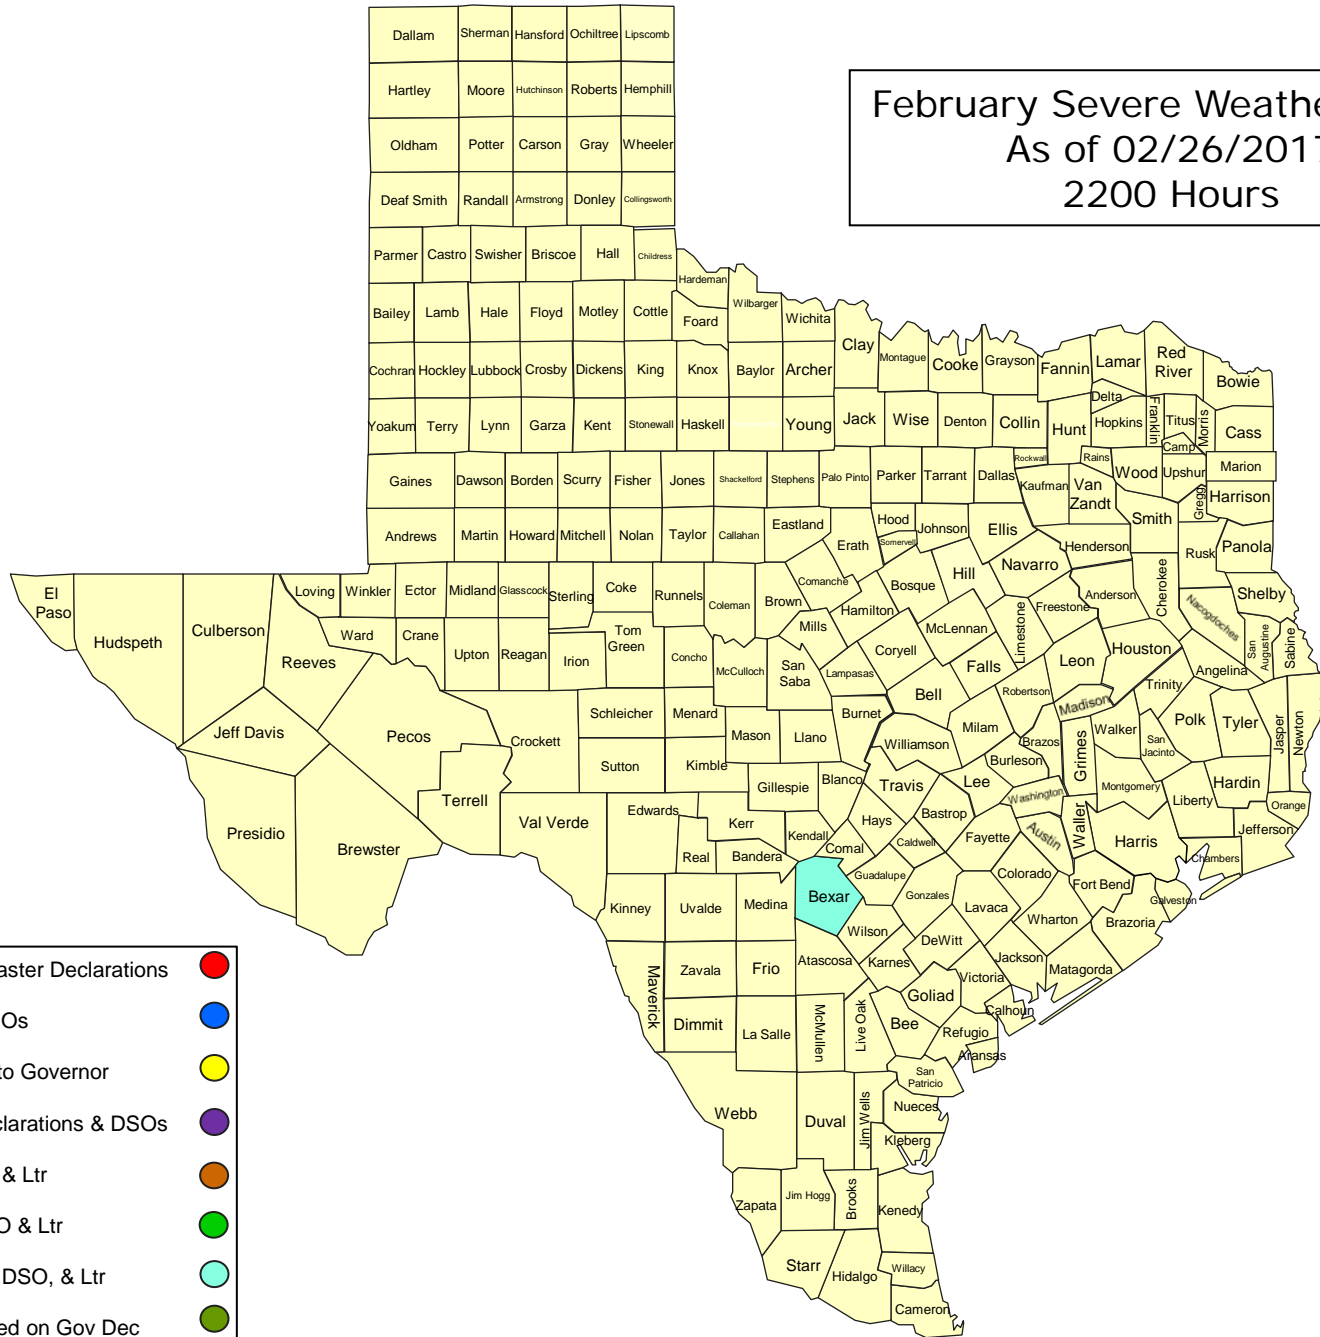 Dallam Sherman Hansford Ochiltree Lipscomb
Hartley Moore Hutchinson Roberts Hemphill
February Severe Weathe
As of 02/26/2017
2200 Hours
Oldham Potter Carson Gray Wheeler
Deaf Smith Randall Armstrong Donley Collingsworth
Parmer Castro Swisher Briscoe Hall Childress
Hardeman
Wilbarger
Bailey Lamb Hale Floyd Motley Cottle Foard Wichita
Clay Montague Cooke Grayson Fannin Lamar Red River Bowie
Cochran Hockley Lubbock Crosby Dickens King Knox Baylor Archer
Delta
Yoakum Terry Lynn Garza Kent Stonewall Haskell Young Jack Wise Denton Collin Hunt Hopkins Franklin Titus Morris Cass
Camp
Rockwall Rains Wood Upshur Marion
Gaines Dawson Borden Scurry Fisher Jones Shackelford Stephens Palo Pinto Parker Tarrant Dallas Kaufman Van Zandt Gregg Harrison
Andrews Martin Howard Mitchell Nolan Taylor Callahan Eastland Erath Hood Somervell Johnson Ellis Henderson Smith Rusk Panola
El Paso Hudspeth Culberson Loving Winkler Ector Midland Glasscock Sterling Coke Runnels Coleman Brown Comanche Hamilton Bosque Hill Navarro Freestone Anderson Cherokee Nacogdoches Shelby
Reeves Ward Crane Upton Reagan Irion Tom Green Concho McCulloch San Saba Mills Lampasas Coryell McLennan Limestone Falls Leon Houston Angelina San Augustine Sabine
Jeff Davis Pecos Crockett Schleicher Menard Mason Llano Burnet Bell Milam Robertson Madison Trinity Polk Tyler Jasper Newton
Sutton Kimble Gillespie Blanco Williamson Travis Lee Burleson Brazos Grimes Walker San Jacinto
Presidio Brewster Terrell Val Verde Edwards Kerr Kendall Hays Bastrop Washington Montgomery Liberty Hardin Orange
Real Bandera Comal Caldwell Fayette Austin Waller Harris Chambers Jefferson
Kinney Uvalde Medina Bexar Guadalupe Gonzales Lavaca Colorado Fort Bend Galveston
Wilson DeWitt Wharton Brazoria
Maverick Zavala Frio Atascosa Karnes Victoria Jackson Matagorda
Dimmit La Salle McMullen Live Oak Bee Goliad Refugio Calhoun Aransas
San Patricio
Webb Duval Jim Wells Nueces
Kleberg
Zapata Jim Hogg Brooks Kenedy
Starr Hidalgo Willacy
Cameron
aster Declarations
Os
to Governor
clarations & DSOs
& Ltr
O & Ltr
DSO, & Ltr
ed on Gov Dec